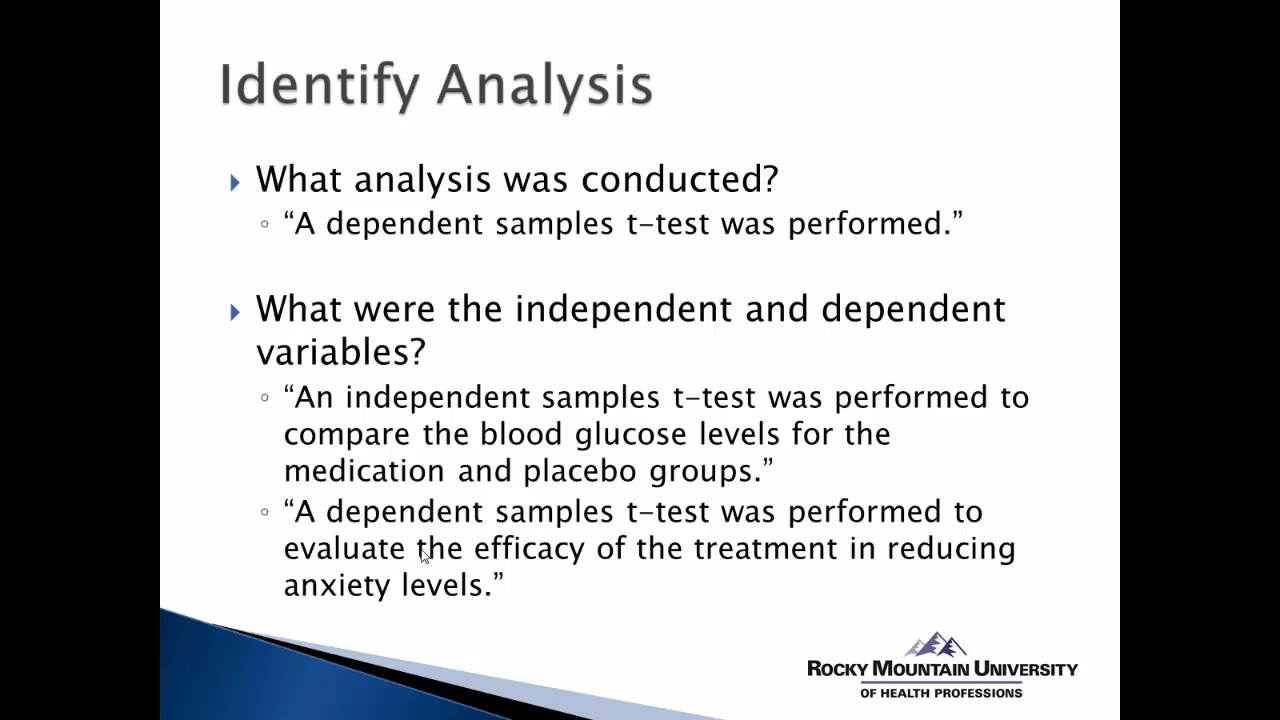 Identify Analysis
What analysis was conducted?
“A dependent samples t-test was performed.”
What were the independent and dependent
variables?
“An independent samples t-test was performed to
compare the blood glucose levels for the
medication and placebo groups.”
“A dependent samples t-test was performed to
evaluate the efficacy of the treatment in reducing
anxiety levels.”
ROCKY MOUNTAIN UNIVERSITY
OF HEALTH PROFESSIONS